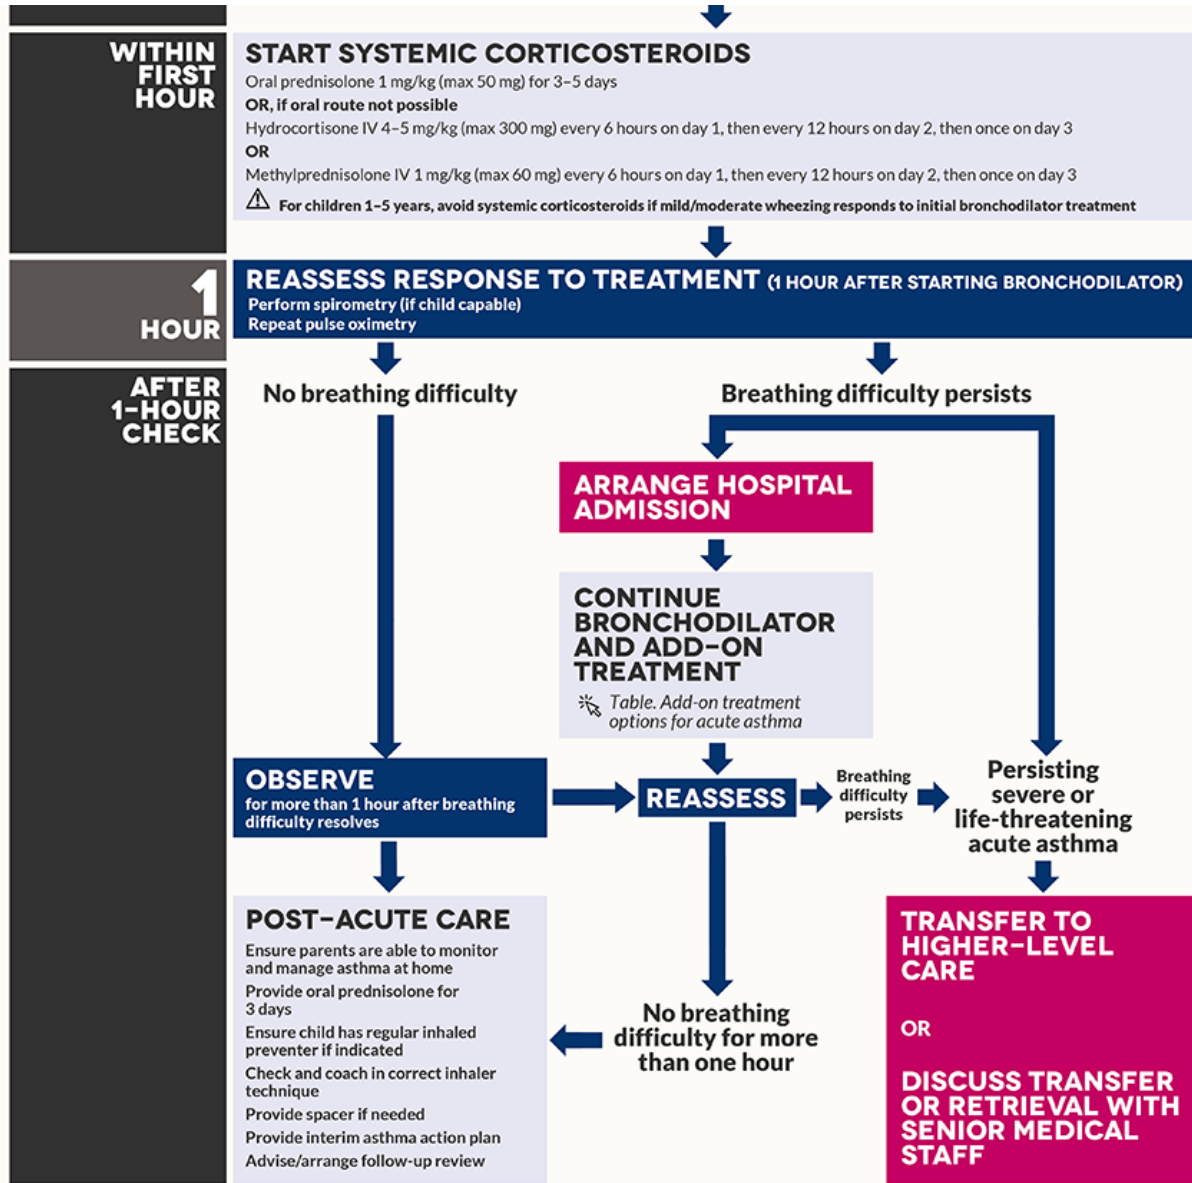 WITHIN
FIRST
HOUR
START SYSTEMIC CORTICOSTEROIDS
Oral prednisolone 1 mg/kg (max 50 mg) for 3–5 days
OR, if oral route not possible
Hydrocortisone IV 4–5 mg/kg (max 300 mg) every 6 hours on day 1, then every 12 hours on day 2, then once on day 3
OR
Methylprednisolone IV 1 mg/kg (max 60 mg) every 6 hours on day 1, then every 12 hours on day 2, then once on day 3
For children 1–5 years, avoid systemic corticosteroids if mild/moderate wheezing responds to initial bronchodilator treatment
1
HOUR
REASSESS RESPONSE TO TREATMENT (1 HOUR AFTER STARTING BRONCHODILATOR)
Perform spirometry (if child capable)
Repeat pulse oximetry
AFTER
1-HOUR
CHECK
No breathing difficulty
Breathing difficulty persists
ARRANGE HOSPITAL
ADMISSION
CONTINUE
BRONCHODILATOR
AND ADD-ON
TREATMENT
Table. Add-on treatment
options for acute asthma
OBSERVE
for more than 1 hour after breathing
difficulty resolves
REASSESS
Breathing
difficulty
persists
Persisting
severe or
life-threatening
acute asthma
POST-ACUTE CARE
Ensure parents are able to monitor
and manage asthma at home
Provide oral prednisolone for
3 days
Ensure child has regular inhaled
preventer if indicated
Check and coach in correct inhaler
technique
Provide spacer if needed
Provide interim asthma action plan
Advise/arrange follow-up review
No breathing
difficulty for more
than one hour
TRANSFER TO
HIGHER-LEVEL
CARE
OR
DISCUSS TRANSFER
OR RETRIEVAL WITH
SENIOR MEDICAL
STAFF